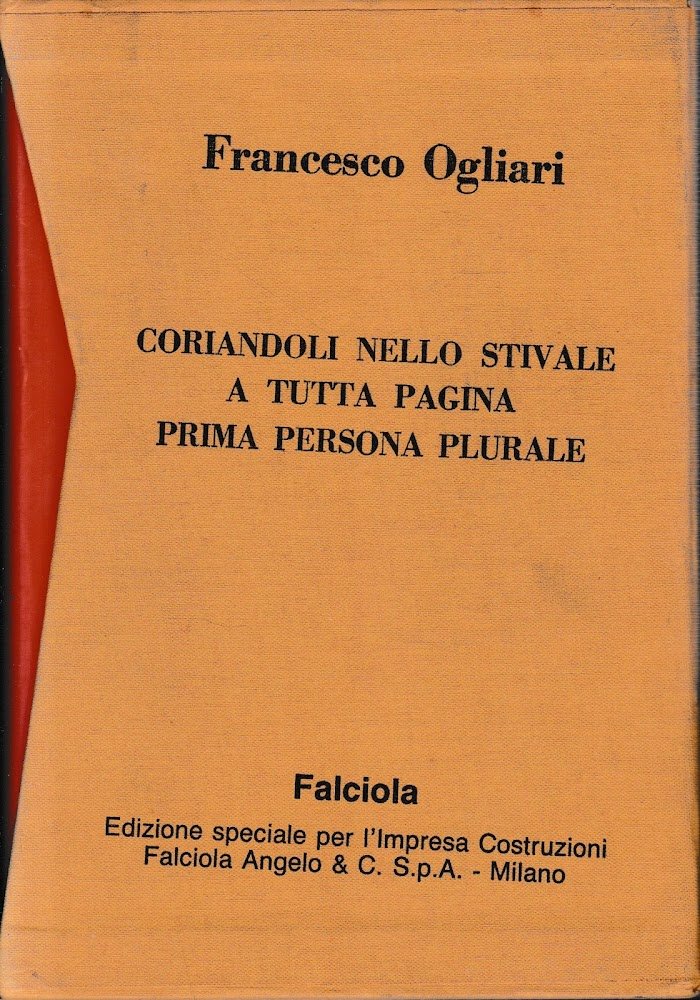 Francesco Ogliari
CORIANDOLI NELLO STIVALE
A TUTTA PAGINA
PRIMA PERSONA PLURALE
Falciola
Edizione speciale per l'Impresa Costruzioni
Falciola Angelo & C. S.p.A. - Milano